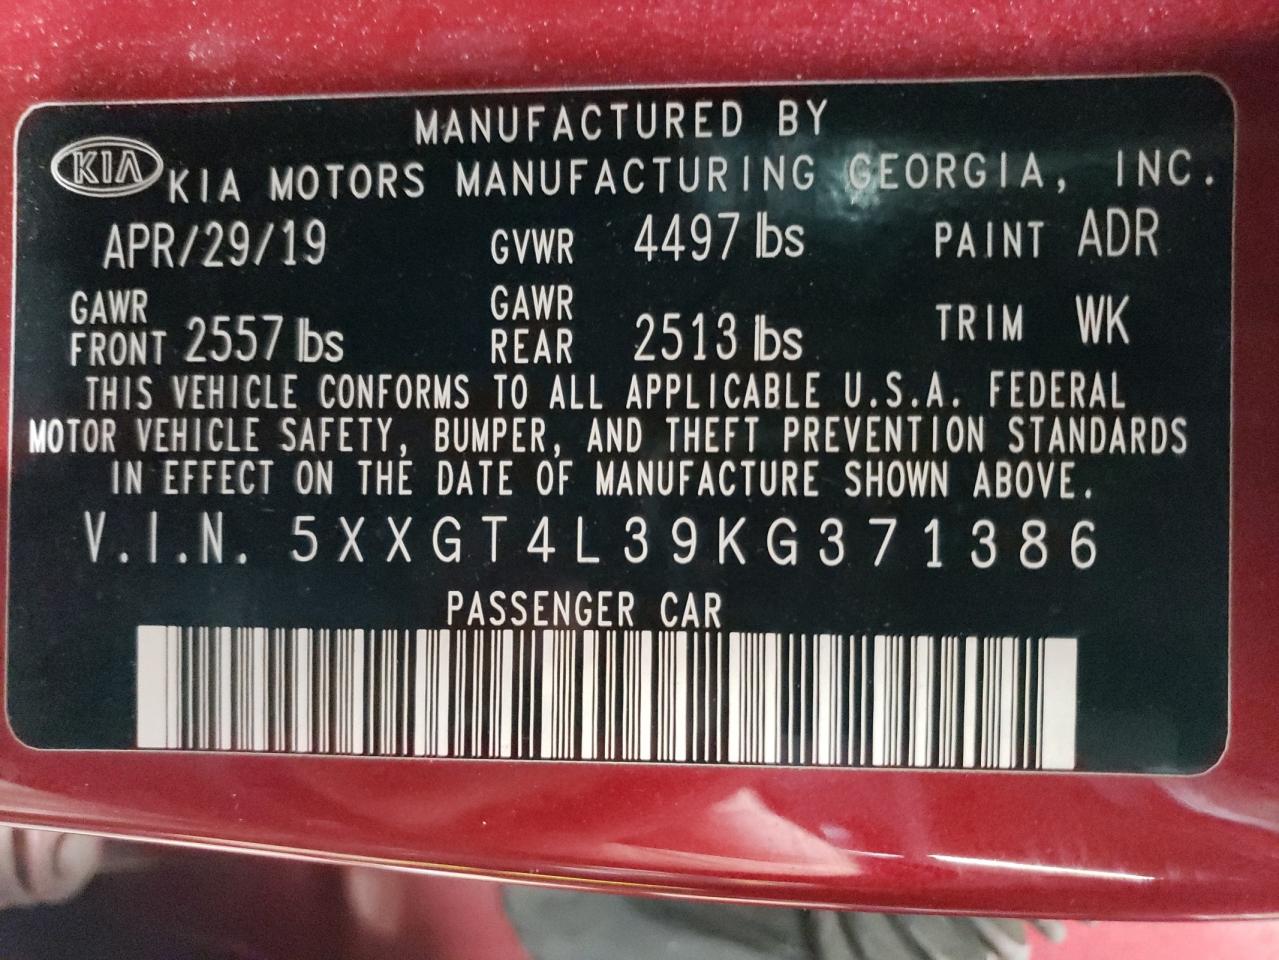 MANUFACTURED BY
KIA KIA MOTORS MANUFACTURING GEORGIA, INC.
APR/29/19 GVWR 4497 lbs PAINT ADR
GAWR FRONT 2557 lbs GAWR REAR 2513 lbs TRIM WK
THIS VEHICLE CONFORMS TO ALL APPLICABLE U.S.A. FEDERAL
MOTOR VEHICLE SAFETY, BUMPER, AND THEFT PREVENTION STANDARDS
IN EFFECT ON THE DATE OF MANUFACTURE SHOWN ABOVE.
V.I.N. 5XXGT4L39KG371386
PASSENGER CAR